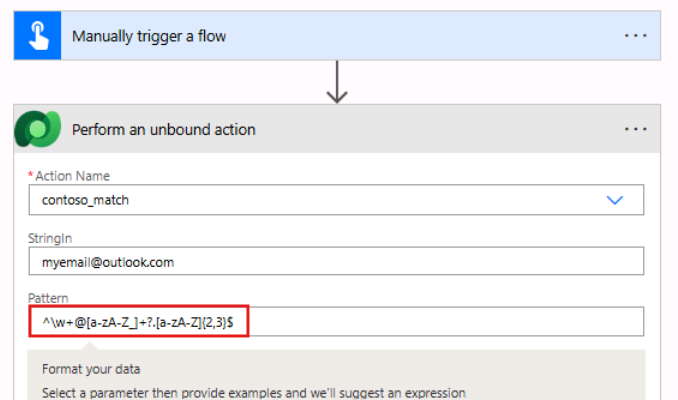 Manually trigger a flow
Perform an unbound action
* Action Name
contoso_match
StringIn
myemail@outlook.com
Pattern
^\w+@[a-zA-Z_]+?.[a-zA-Z]{2,3}$
Format your data
Select a parameter then provide examples and we'll suggest an expression